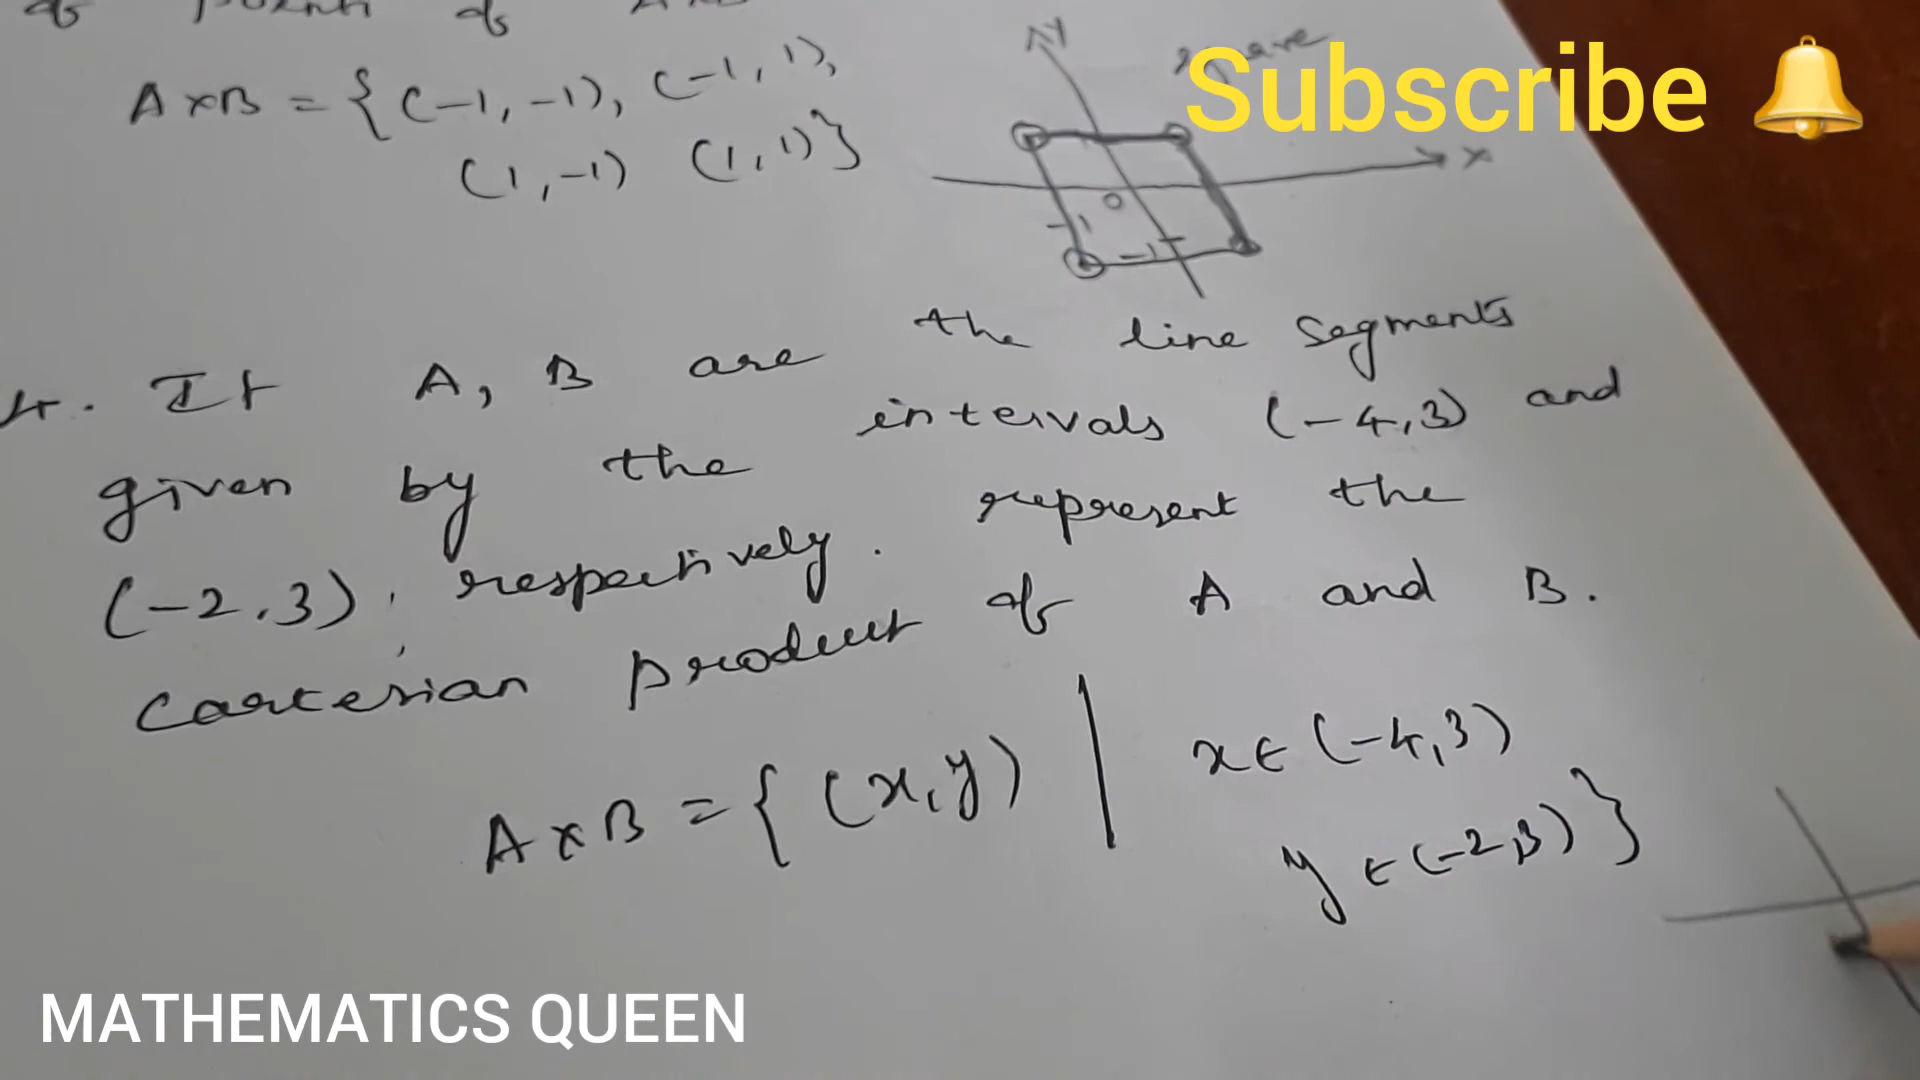 A×B = {(-1,-1), (-1,1),
(1,-1) (1,1)}
Y
square
X
0
-1
-1
Subscribe
4. If A, B are the line segments
given by the intervals (-4,3) and
(-2,3), respectively. represent the
cartesian product of A and B.
A×B = {(x,y) | x∈(-4,3)
y∈(-2,3)}
MATHEMATICS QUEEN